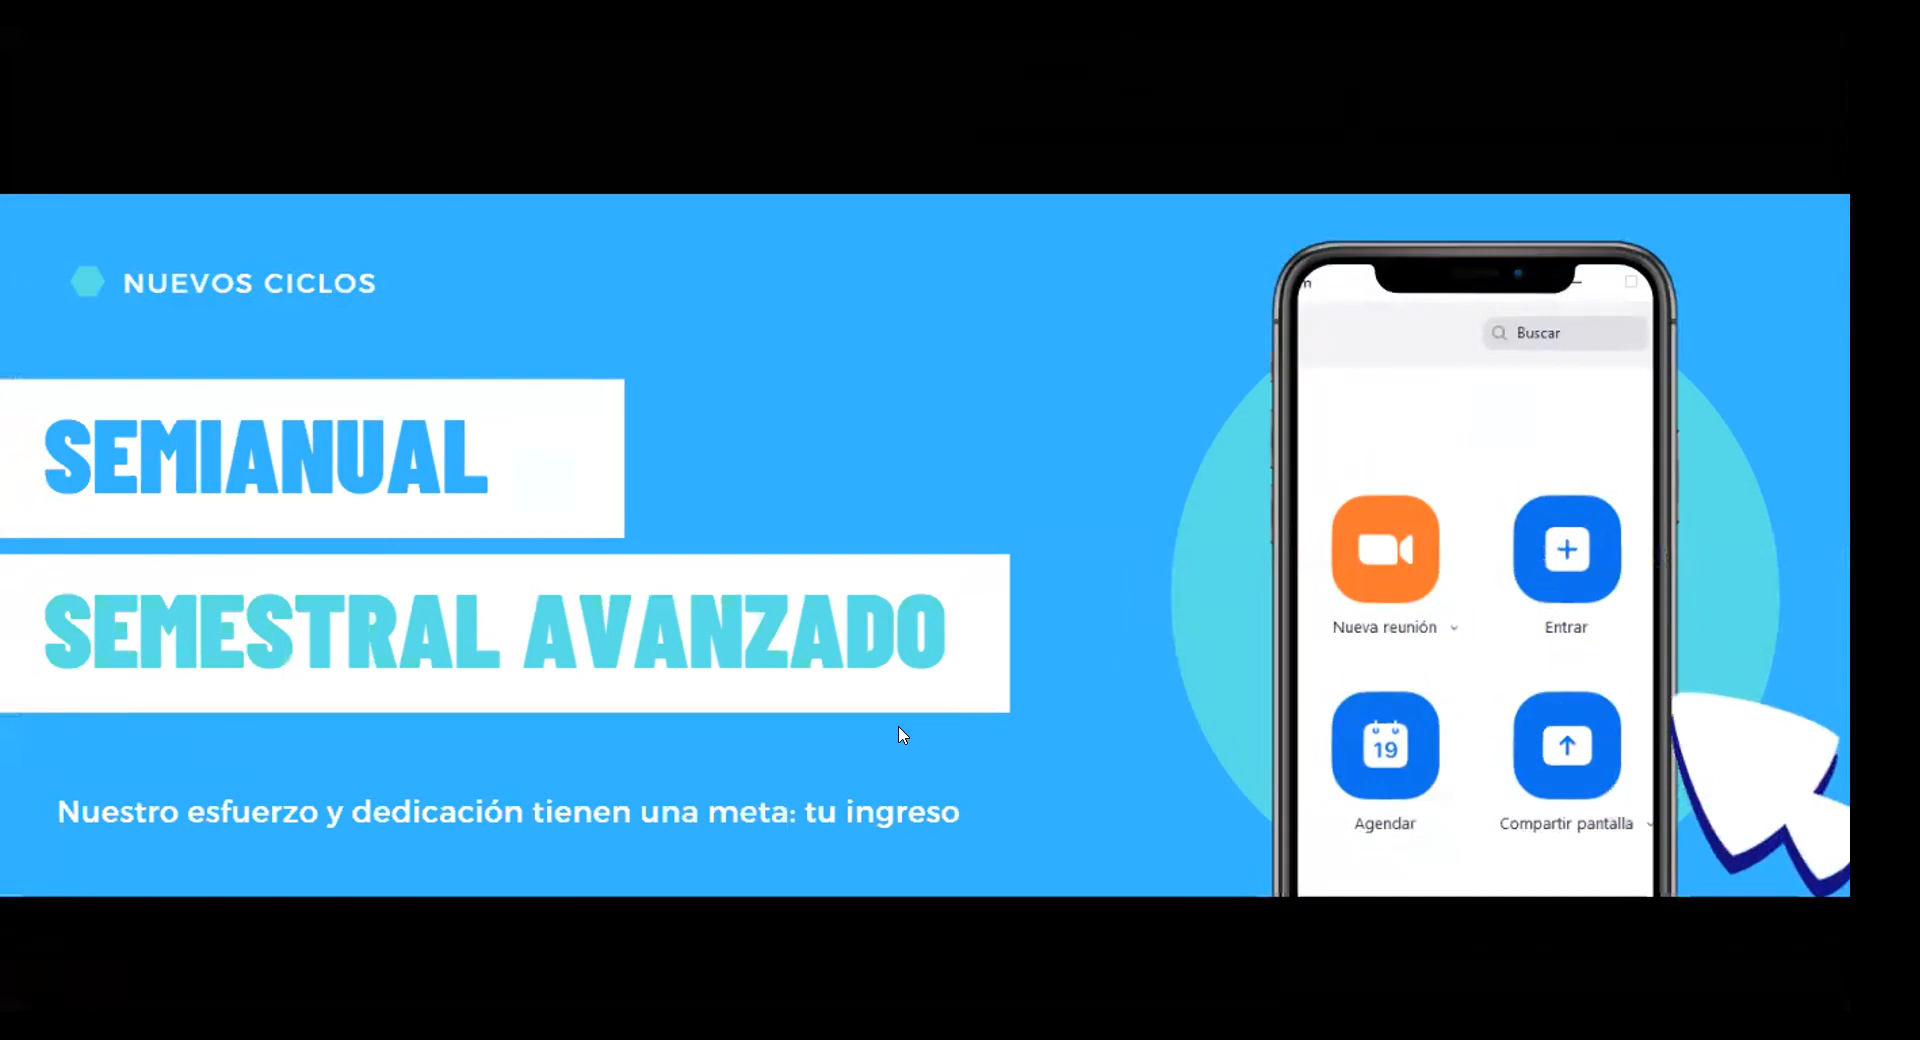 NUEVOS CICLOS
SEMIANUAL
SEMESTRAL AVANZADO
Nuestro esfuerzo y dedicación tienen una meta: tu ingreso
n
Buscar
Nueva reunión
Entrar
19
Agendar
Compartir pantalla